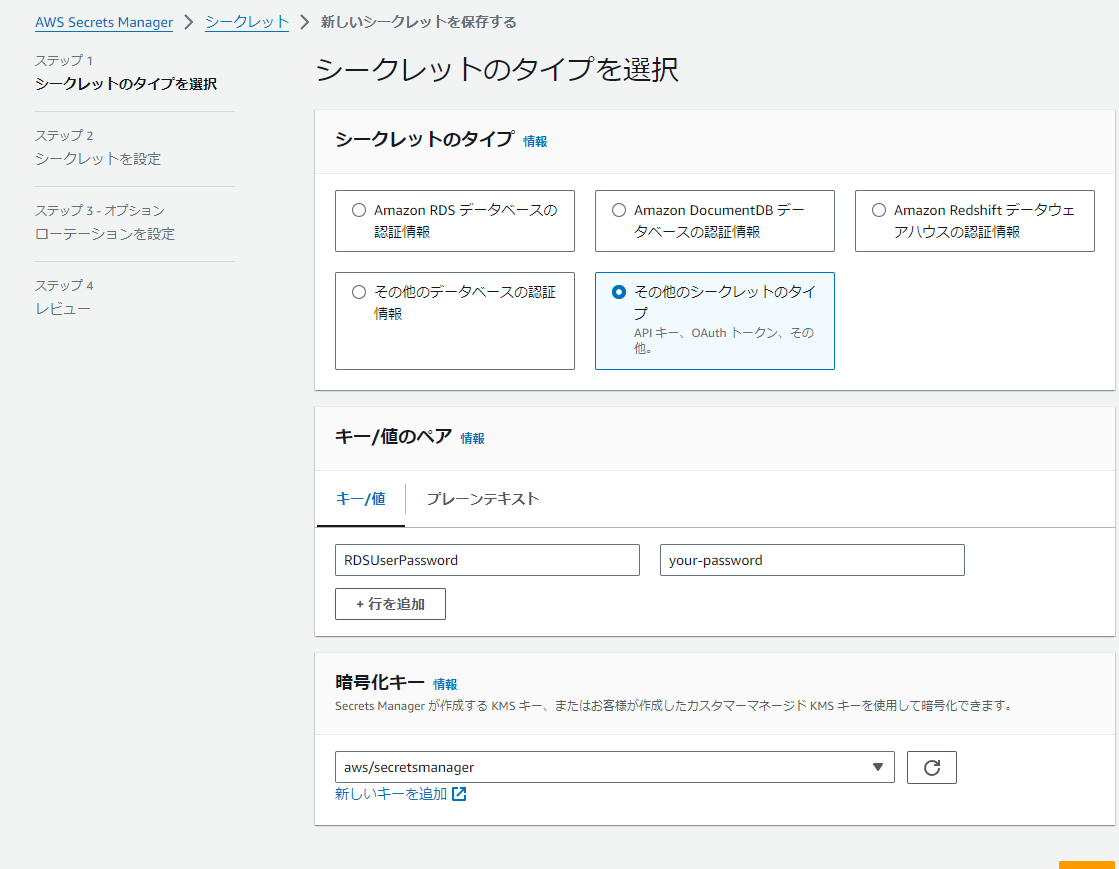 AWS Secrets Manager > シークレット > 新しいシークレットを保存する
ステップ 1
シークレットのタイプを選択
ステップ 2
シークレットを設定
ステップ 3 - オプション
ローテーションを設定
ステップ 4
レビュー
シークレットのタイプを選択
シークレットのタイプ 情報
Amazon RDS データベースの
認証情報
Amazon DocumentDB デー
タベースの認証情報
Amazon Redshift データウェ
アハウスの認証情報
その他のデータベースの認証
情報
その他のシークレットのタイ
プ
API キー、OAuth トークン、その
他。
キー/値のペア 情報
キー/値 プレーンテキスト
RDSUserPassword your-password
+ 行を追加
暗号化キー 情報
Secrets Manager が作成する KMS キー、またはお客様が作成したカスタマーマネージド KMS キーを使用して暗号化できます。
aws/secretsmanager
新しいキーを追加